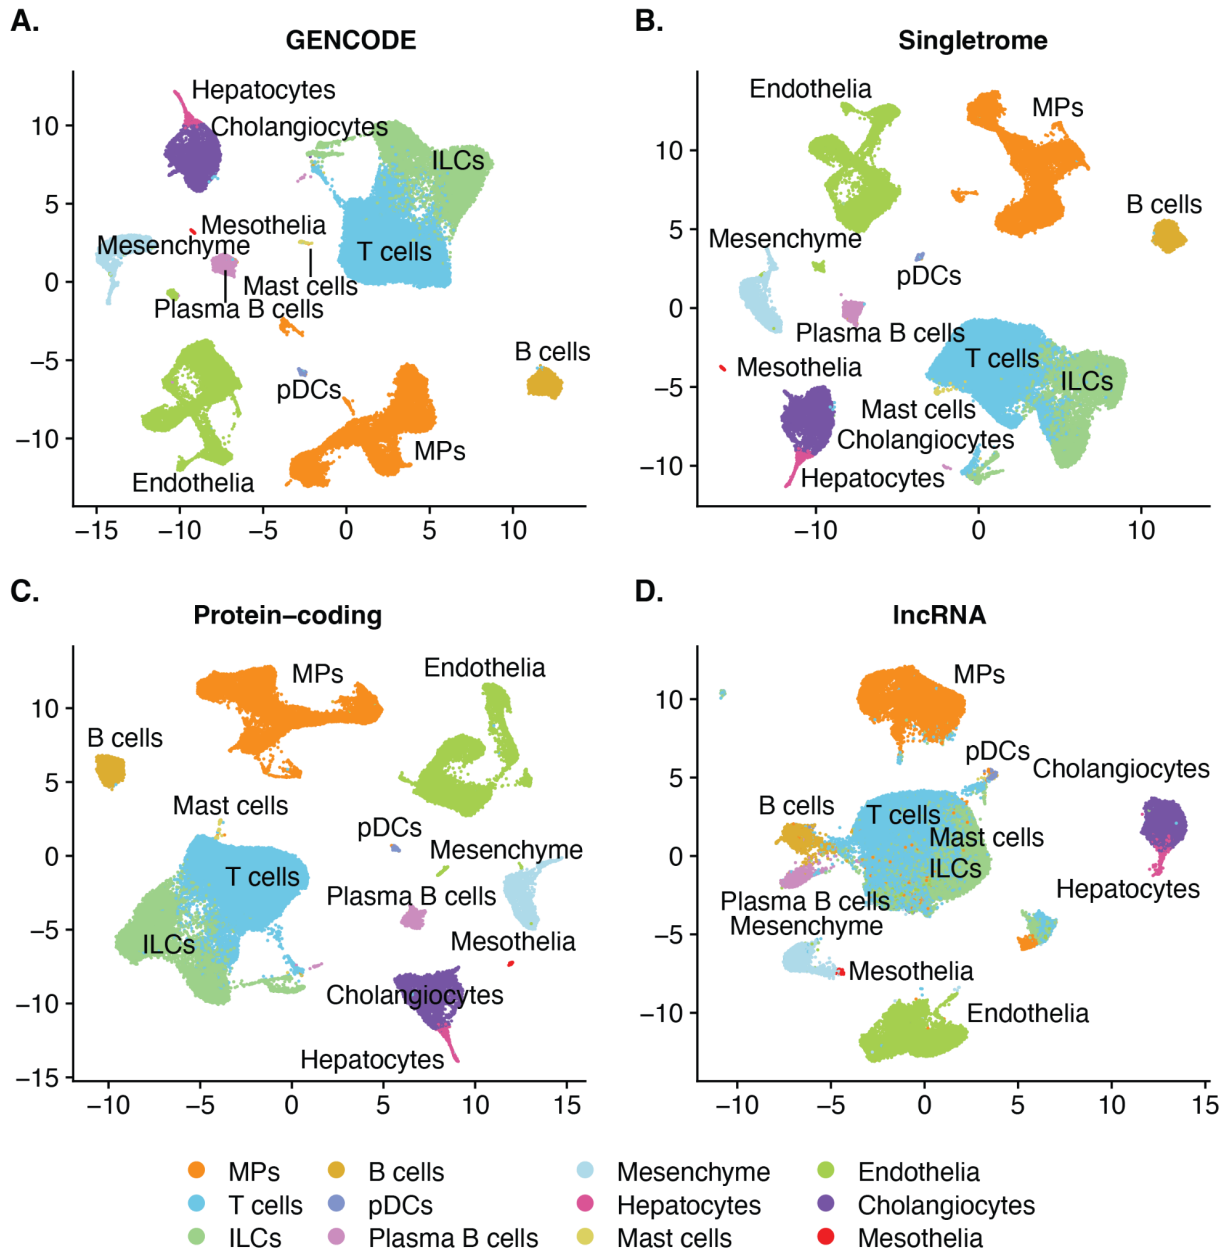 A.
GENCODE
Hepatocytes
Cholangiocytes
ILCs
Mesothelia
Mesenchyme
T cells
Mast cells
Plasma B cells
B cells
pDCs
MPs
Endothelia
10
5
0
−5
−10
−15
−10
−5
0
5
10
B.
Singletrome
Endothelia
MPs
B cells
Mesenchyme
pDCs
Plasma B cells
T cells
Mesothelia
ILCs
Mast cells
Cholangiocytes
Hepatocytes
10
5
0
−5
−10
−10
0
10
C.
Protein−coding
MPs
Endothelia
B cells
Mast cells
pDCs
Mesenchyme
T cells
Plasma B cells
ILCs
Mesothelia
Cholangiocytes
Hepatocytes
10
5
0
−5
−10
−15
−10
−5
0
5
10
15
D.
lncRNA
MPs
pDCs
Cholangiocytes
B cells
T cells
Mast cells
ILCs
Hepatocytes
Plasma B cells
Mesenchyme
Mesothelia
Endothelia
10
5
0
−5
−10
−10
−5
0
5
10
15
MPs
B cells
Mesenchyme
Endothelia
T cells
pDCs
Hepatocytes
Cholangiocytes
ILCs
Plasma B cells
Mast cells
Mesothelia